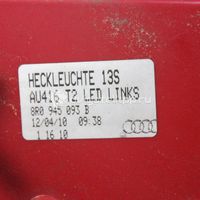 HECKLEUCHTE 13S
AU416 T2 LED LINKS
8R0 945 093 B
12/04/10 09:38
1 16 10